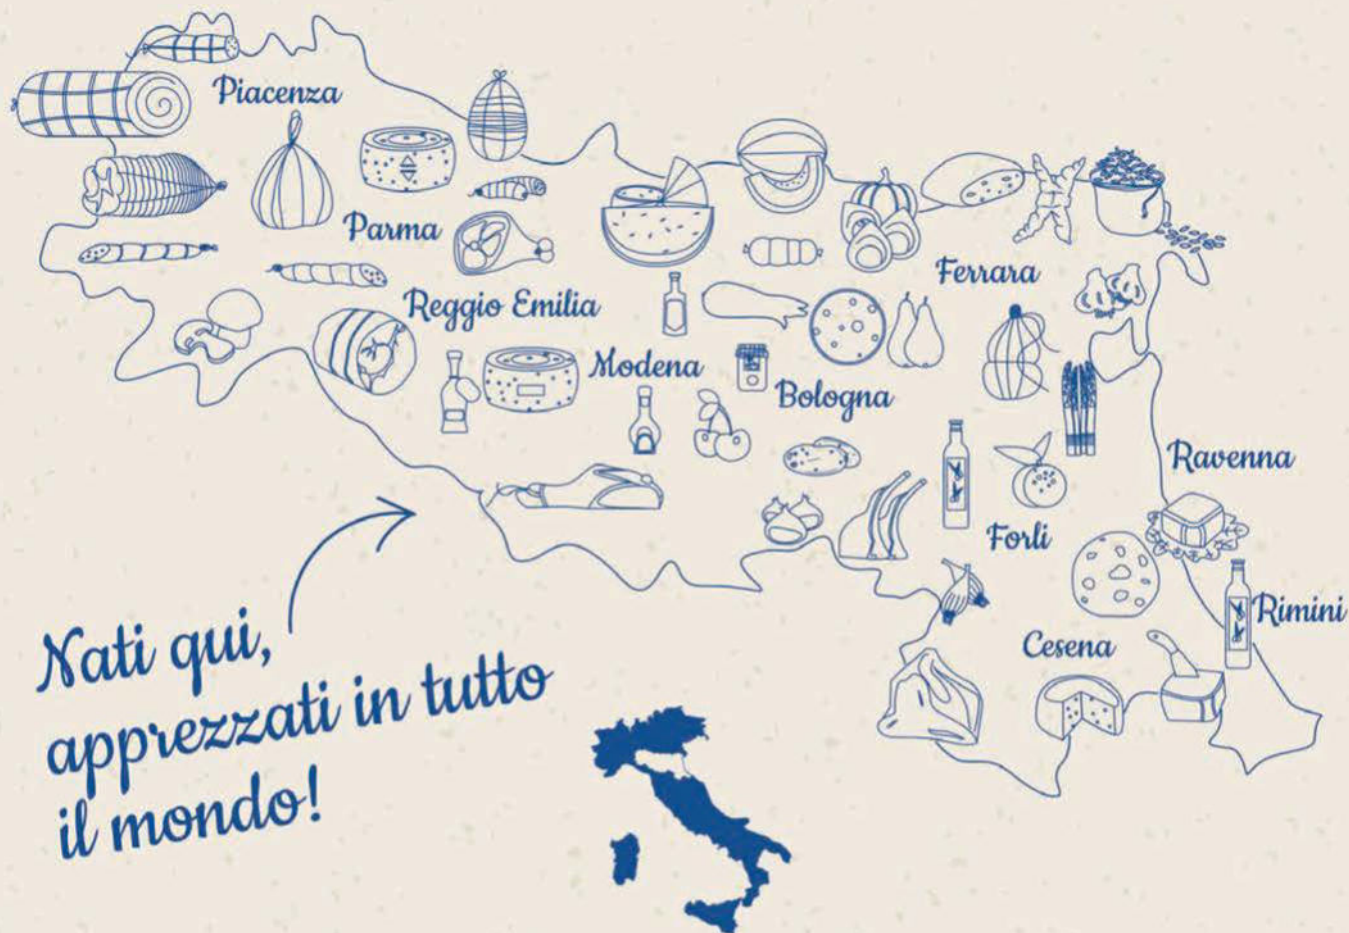 Piacenza
Parma
Reggio Emilia
Modena
Bologna
Ferrara
Ravenna
Forlì
Rimini
Cesena
Nati qui,
apprezzati in tutto
il mondo!